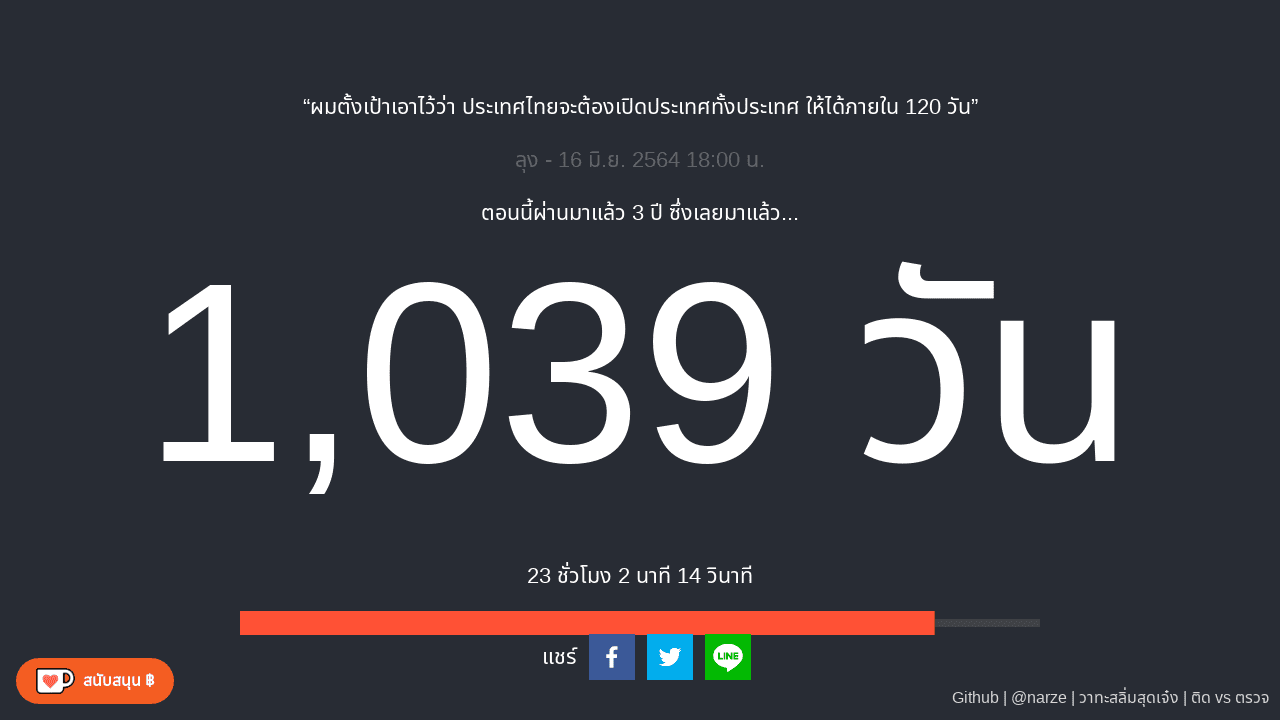 “ผมตั้งเป้าเอาไว้ว่า ประเทศไทยจะต้องเปิดประเทศทั้งประเทศ ให้ได้ภายใน 120 วัน”
ลุง - 16 มิ.ย. 2564 18:00 น.
ตอนนี้ผ่านมาแล้ว 3 ปี ซึ่งเลยมาแล้ว...
1,039 วัน
23 ชั่วโมง 2 นาที 14 วินาที
แชร์
LINE
สนับสนุน ฿
Github | @narze | วาทะสลิ่มสุดเจ๋ง | ติด vs ตรวจ